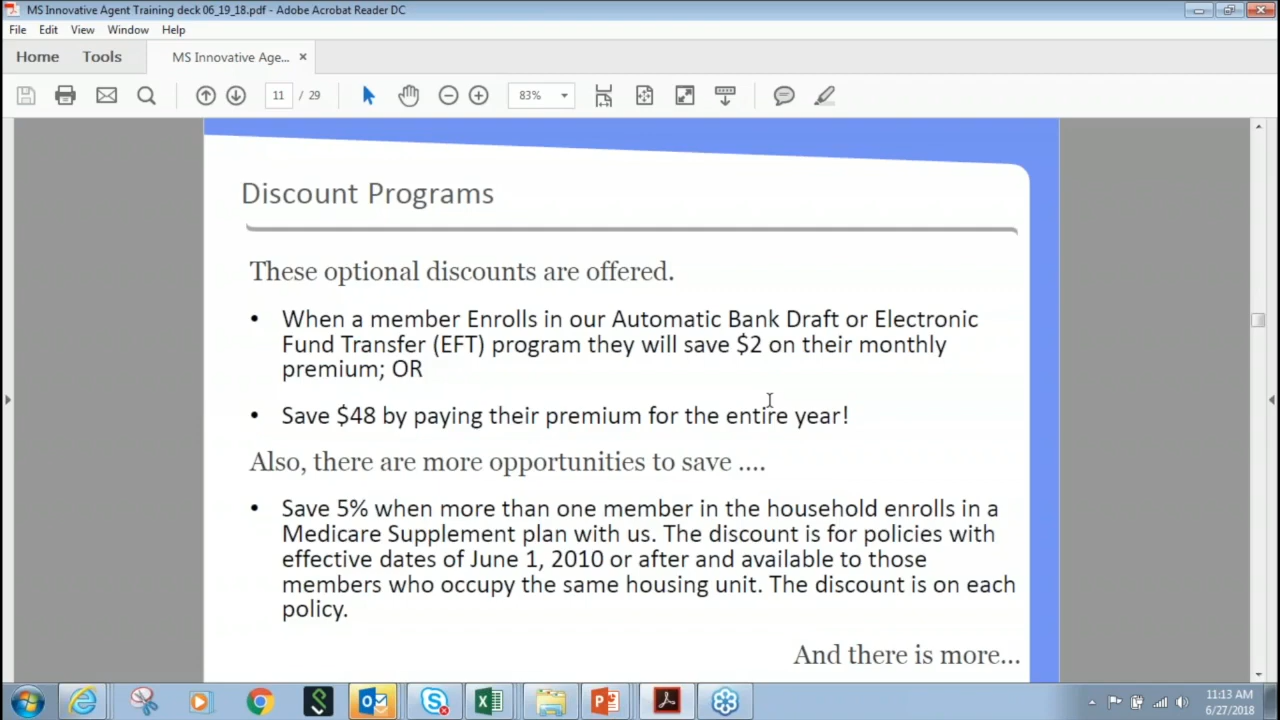 MS Innovative Agent Training deck 06_19_18.pdf - Adobe Acrobat Reader DC
File Edit View Window Help
Home Tools MS Innovative Age... ×
11 / 29 83%
Discount Programs
These optional discounts are offered.
• When a member Enrolls in our Automatic Bank Draft or Electronic
Fund Transfer (EFT) program they will save $2 on their monthly
premium; OR
• Save $48 by paying their premium for the entire year!
Also, there are more opportunities to save ....
• Save 5% when more than one member in the household enrolls in a
Medicare Supplement plan with us. The discount is for policies with
effective dates of June 1, 2010 or after and available to those
members who occupy the same housing unit. The discount is on each
policy.
And there is more...
11:13 AM
6/27/2018